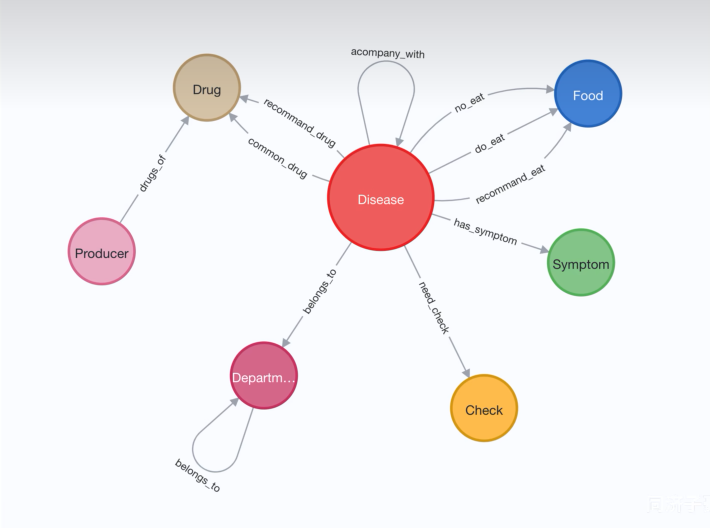 acompany_with
Drug
Food
no_eat
recommand_drug
do_eat
common_drug
drugs_of
recommand_eat
Disease
has_symptom
Producer
Symptom
belongs_to
need_check
Departm...
Check
belongs_to